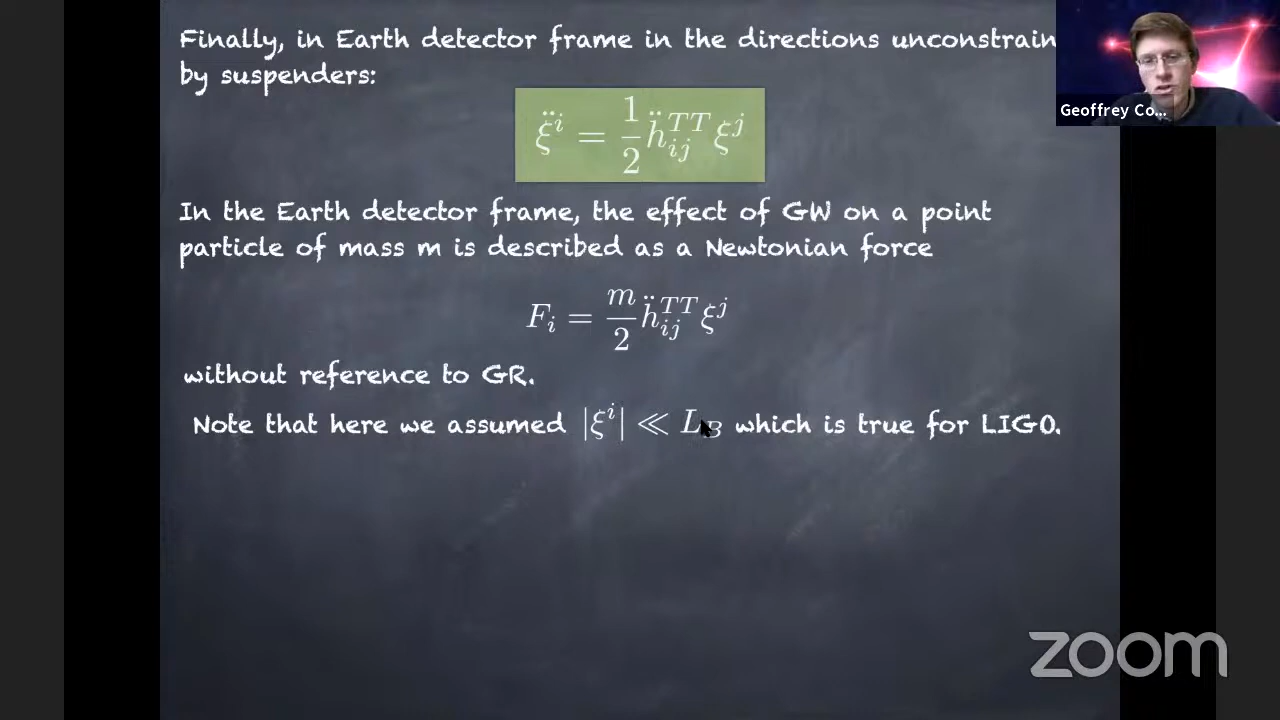 Finally, in Earth detector frame in the directions unconstrain
by suspenders:
$\ddot{\xi}^i = \frac{1}{2} \ddot{h}_{ij}^{TT} \xi^j$
In the Earth detector frame, the effect of GW on a point
particle of mass m is described as a Newtonian force
$F_i = \frac{m}{2} \ddot{h}_{ij}^{TT} \xi^j$
without reference to GR.
Note that here we assumed $|\xi^i| \ll L_B$ which is true for LIGO.
Geoffrey Co...
zoom